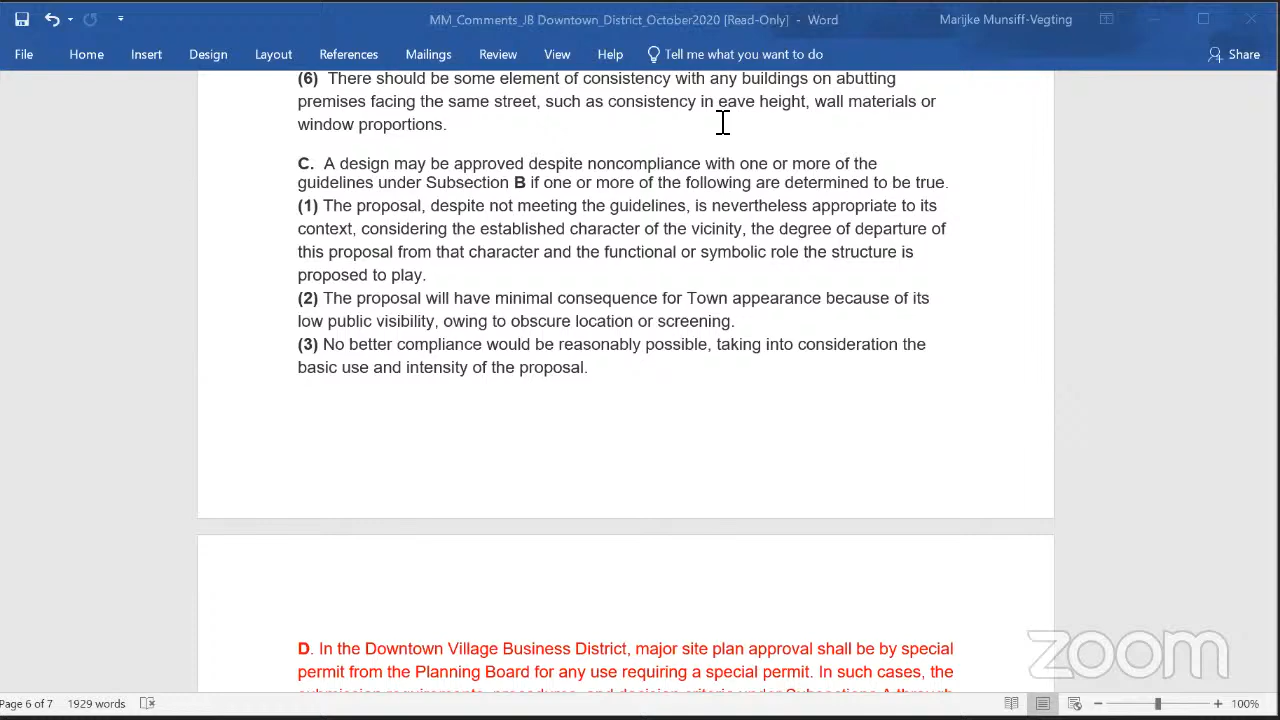 MM_Comments_JB Downtown_District_October2020 [Read-Only] - Word
Marijke Munsiff-Vegting
File Home Insert Design Layout References Mailings Review View Help Tell me what you want to do Share
(6) There should be some element of consistency with any buildings on abutting
premises facing the same street, such as consistency in eave height, wall materials or
window proportions.
C. A design may be approved despite noncompliance with one or more of the
guidelines under Subsection B if one or more of the following are determined to be true.
(1) The proposal, despite not meeting the guidelines, is nevertheless appropriate to its
context, considering the established character of the vicinity, the degree of departure of
this proposal from that character and the functional or symbolic role the structure is
proposed to play.
(2) The proposal will have minimal consequence for Town appearance because of its
low public visibility, owing to obscure location or screening.
(3) No better compliance would be reasonably possible, taking into consideration the
basic use and intensity of the proposal.
D. In the Downtown Village Business District, major site plan approval shall be by special
permit from the Planning Board for any use requiring a special permit. In such cases, the
submission requirements, procedures, and decision criteria under Subsections A through
zoom
Page 6 of 7 1929 words 100%